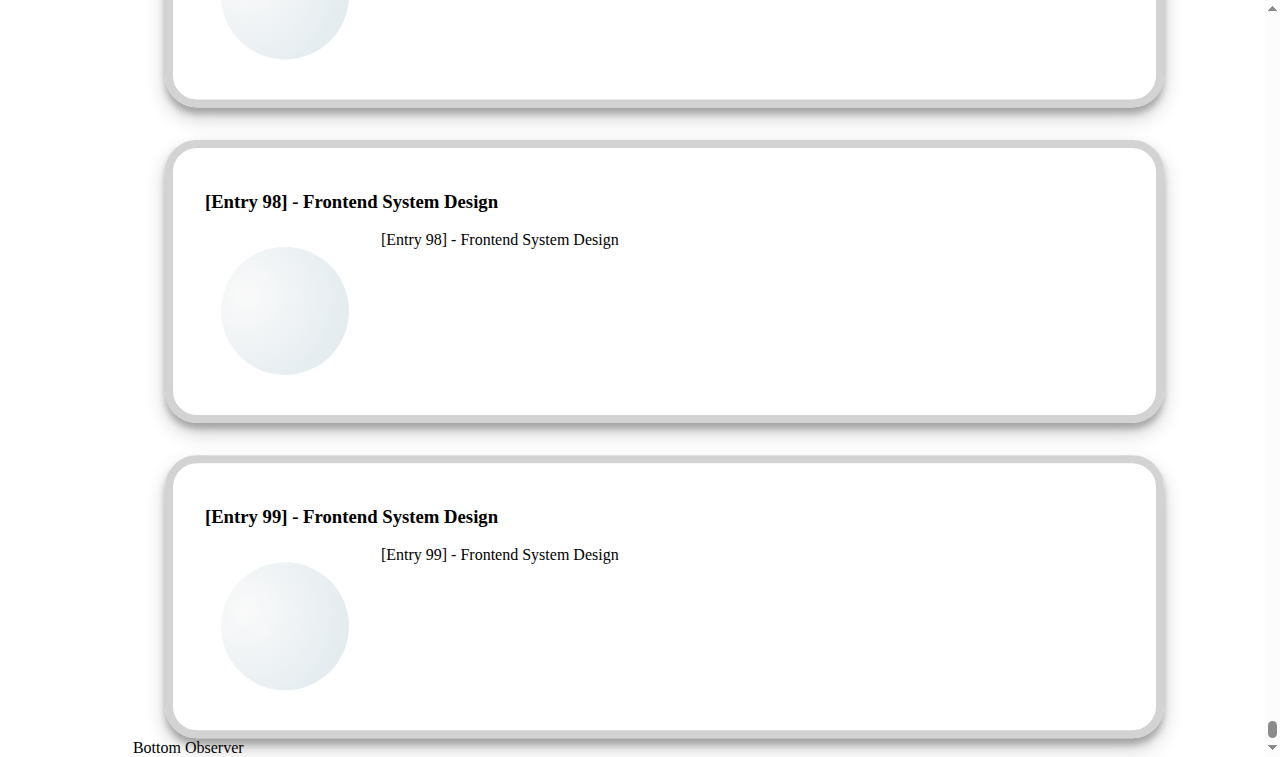 [Entry 98] - Frontend System Design
[Entry 98] - Frontend System Design
[Entry 99] - Frontend System Design
[Entry 99] - Frontend System Design
Bottom Observer